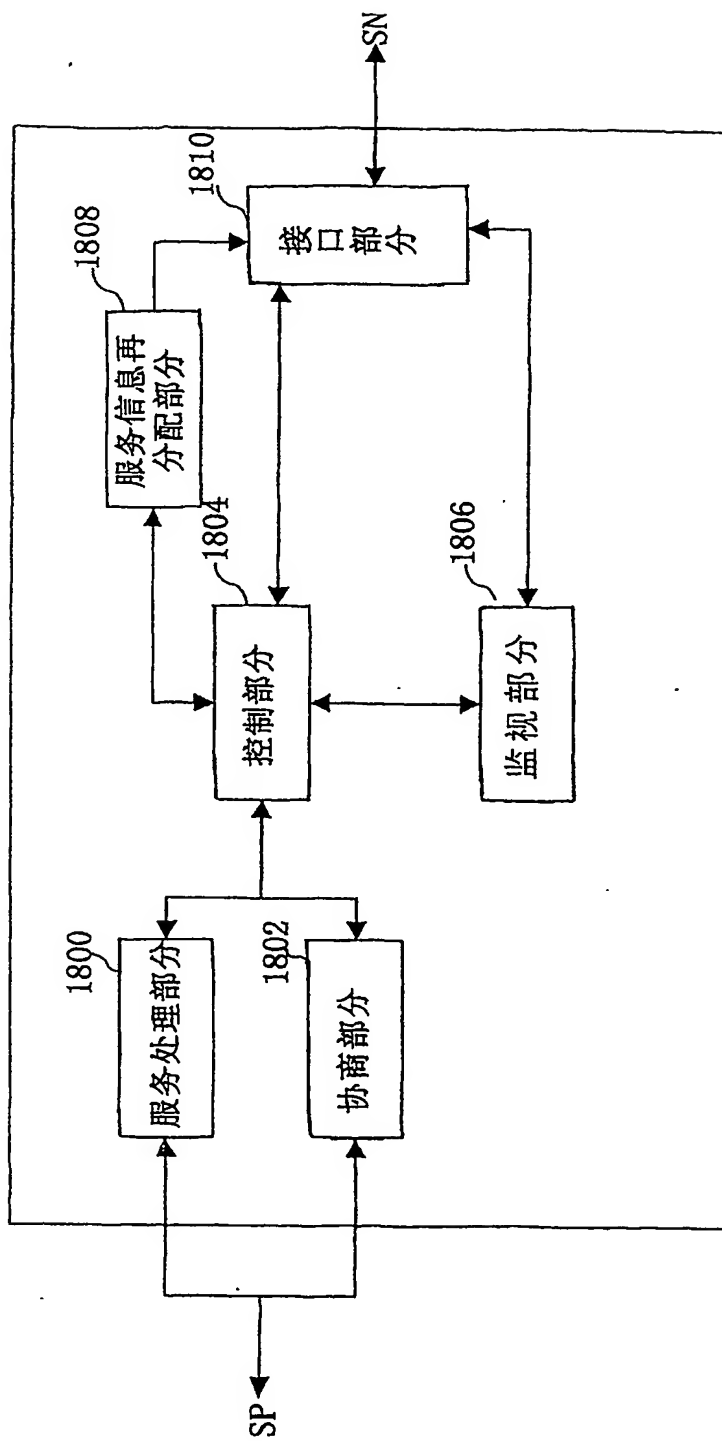 SP
1800
服务处理部分
1802
协商部分
1804
控制部分
1806
监视部分
1808
服务信息再
分配部分
1810
接口部分
SN